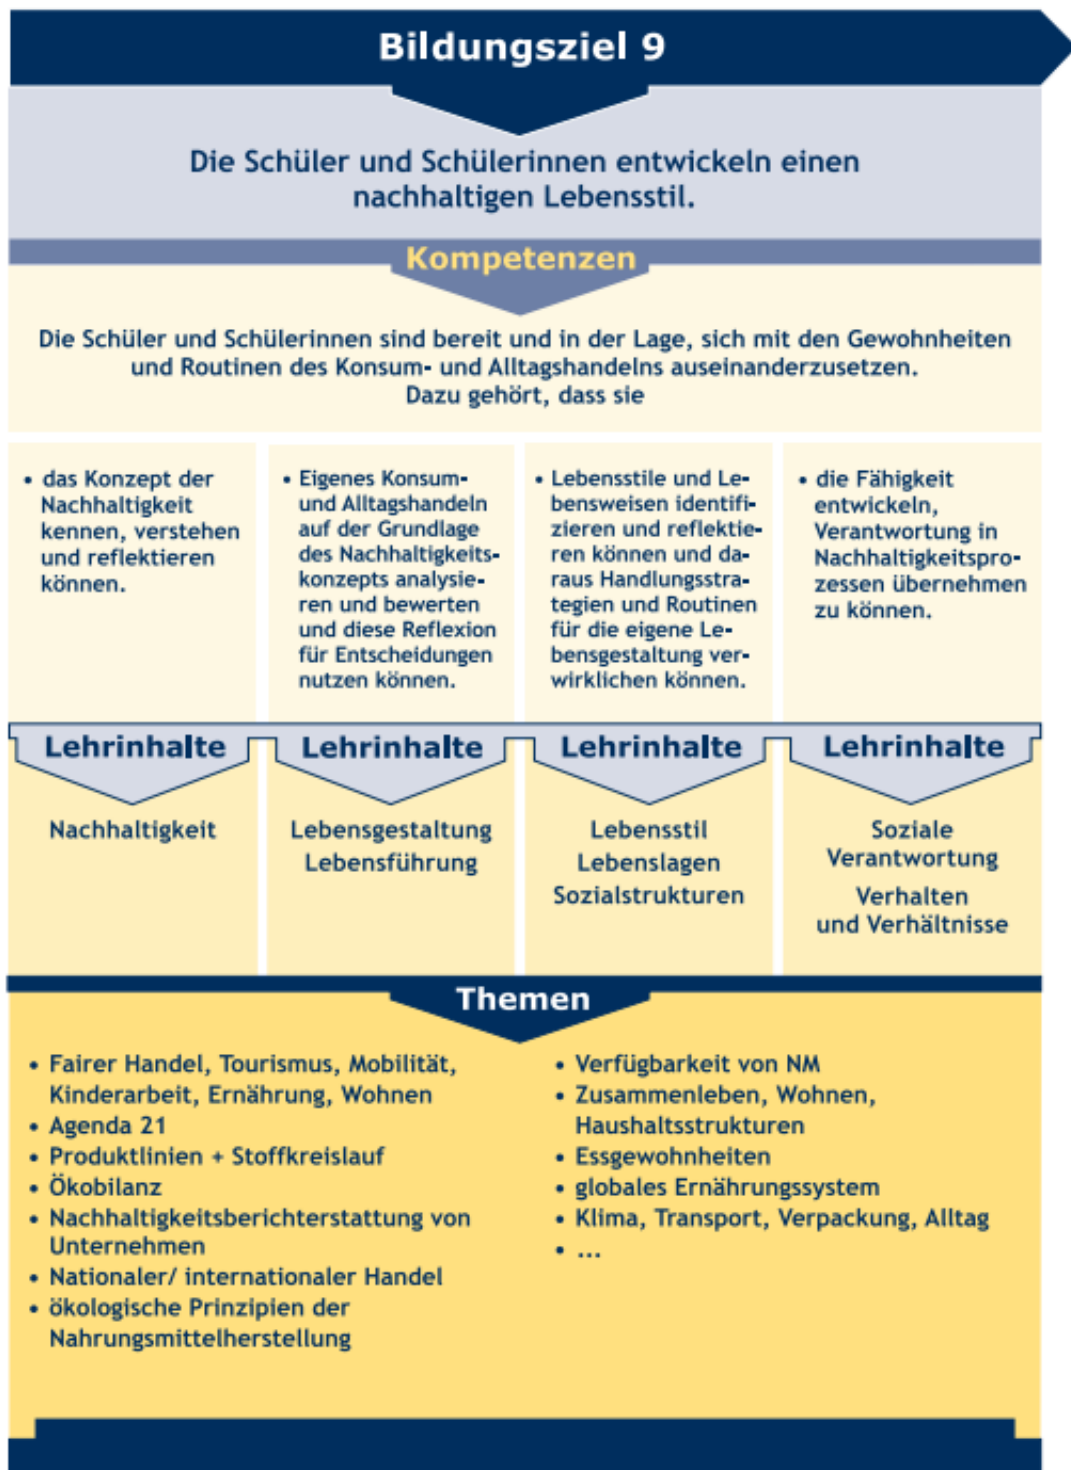 Bildungsziel 9
Die Schüler und Schülerinnen entwickeln einen
nachhaltigen Lebensstil.
Kompetenzen
Die Schüler und Schülerinnen sind bereit und in der Lage, sich mit den Gewohnheiten
und Routinen des Konsum- und Alltagshandelns auseinanderzusetzen.
Dazu gehört, dass sie
• das Konzept der
Nachhaltigkeit
kennen, verstehen
und reflektieren
können.
• Eigenes Konsum-
und Alltagshandeln
auf der Grundlage
des Nachhaltigkeits-
konzepts analysie-
ren und bewerten
und diese Reflexion
für Entscheidungen
nutzen können.
• Lebensstile und Le-
bensweisen identifi-
zieren und reflektie-
ren können und da-
raus Handlungsstra-
tegien und Routinen
für die eigene Le-
bensgestaltung ver-
wirklichen können.
• die Fähigkeit
entwickeln,
Verantwortung in
Nachhaltigkeitspro-
zessen übernehmen
zu können.
Lehrinhalte
Nachhaltigkeit
Lehrinhalte
Lebensgestaltung
Lebensführung
Lehrinhalte
Lebensstil
Lebenslagen
Sozialstrukturen
Lehrinhalte
Soziale
Verantwortung
Verhalten
und Verhältnisse
Themen
• Fairer Handel, Tourismus, Mobilität,
Kinderarbeit, Ernährung, Wohnen
• Agenda 21
• Produktlinien + Stoffkreislauf
• Ökobilanz
• Nachhaltigkeitsberichterstattung von
Unternehmen
• Nationaler/ internationaler Handel
• ökologische Prinzipien der
Nahrungsmittelherstellung
• Verfügbarkeit von NM
• Zusammenleben, Wohnen,
Haushaltsstrukturen
• Essgewohnheiten
• globales Ernährungssystem
• Klima, Transport, Verpackung, Alltag
• ...